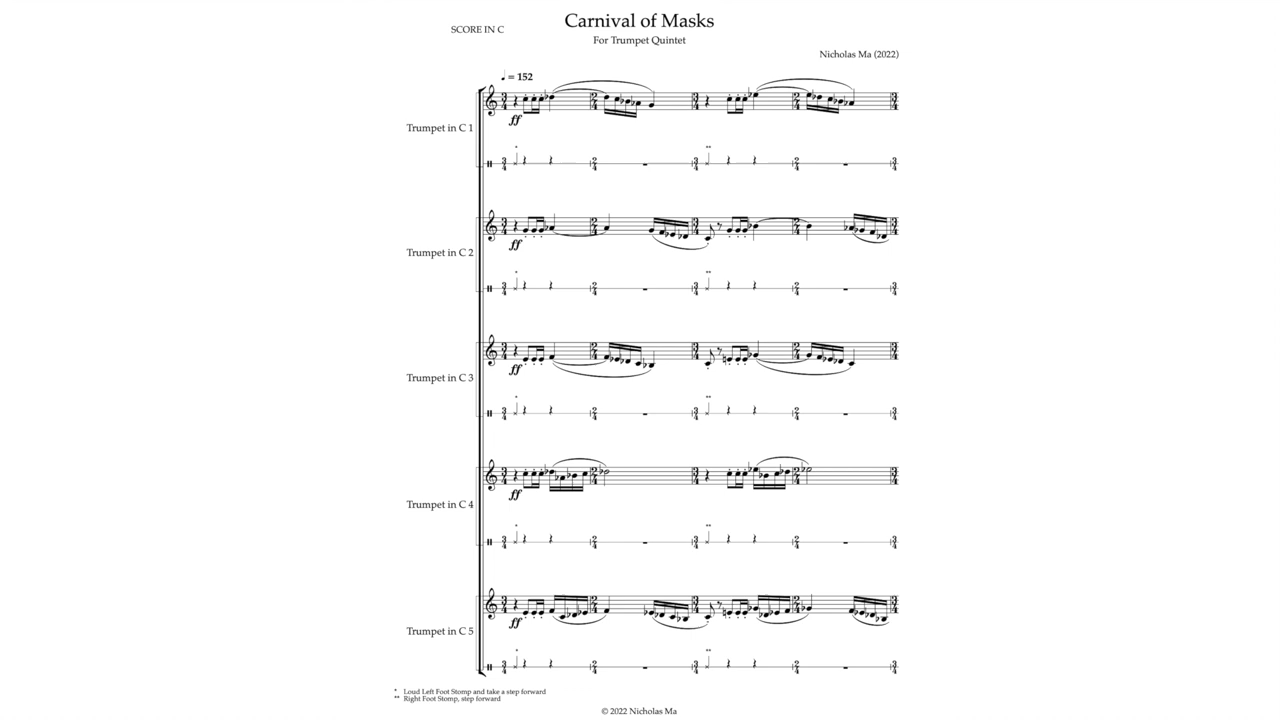 Carnival of Masks
SCORE IN C
For Trumpet Quintet
Nicholas Ma (2022)
♩ = 152
Trumpet in C 1
ff
*
**
Trumpet in C 2
ff
*
**
Trumpet in C 3
ff
*
**
Trumpet in C 4
ff
*
**
Trumpet in C 5
ff
*
**
* Loud Left Foot Stomp and take a step forward
** Right Foot Stomp, step forward
© 2022 Nicholas Ma